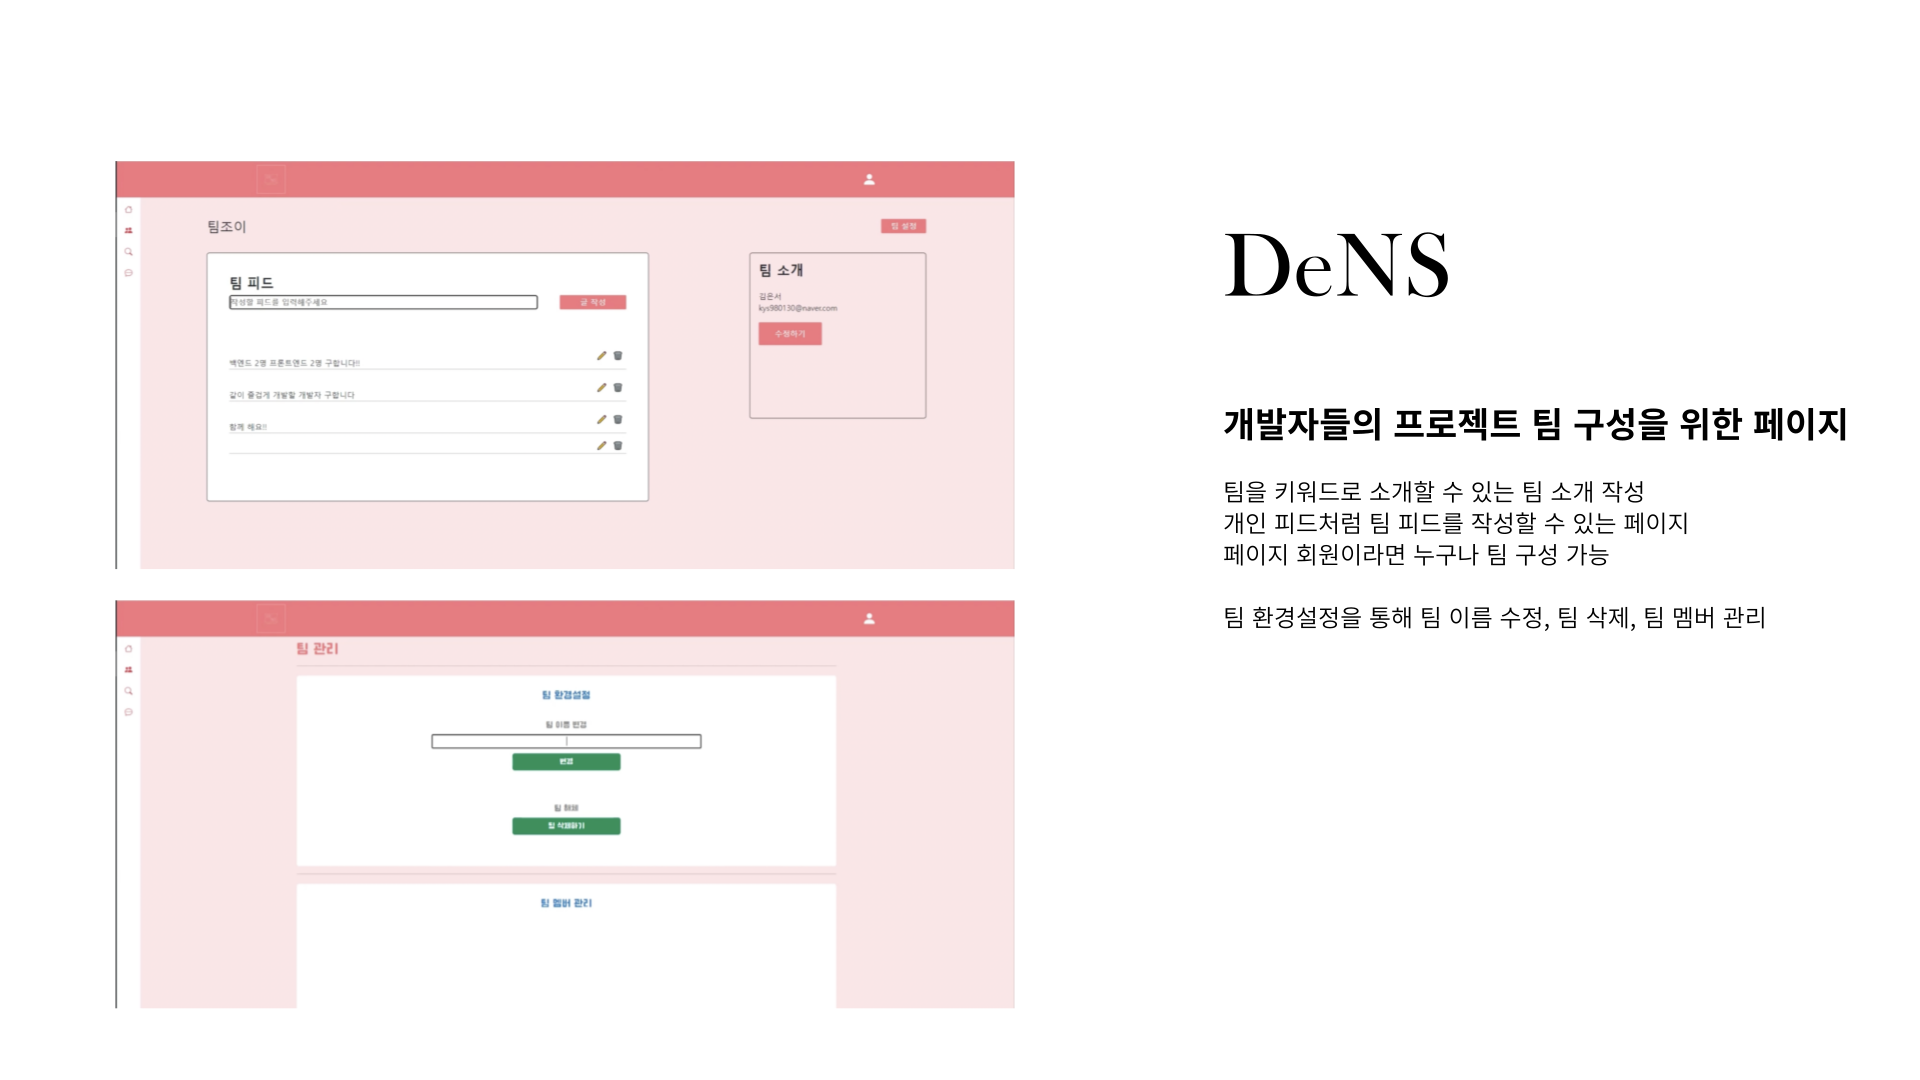 팀조이
팀 설정
팀 피드
작성할 피드를 입력해주세요
글 작성
백엔드 2명 프론트엔드 2명 구합니다!!
같이 즐겁게 개발할 개발자 구합니다
함께 해요!!
팀 소개
김은서
kys980130@naver.com
수정하기
팀 관리
팀 환경설정
팀 이름 변경
변경
팀 해체
팀 삭제하기
팀 멤버 관리
DeNS
개발자들의 프로젝트 팀 구성을 위한 페이지
팀을 키워드로 소개할 수 있는 팀 소개 작성
개인 피드처럼 팀 피드를 작성할 수 있는 페이지
페이지 회원이라면 누구나 팀 구성 가능
팀 환경설정을 통해 팀 이름 수정, 팀 삭제, 팀 멤버 관리